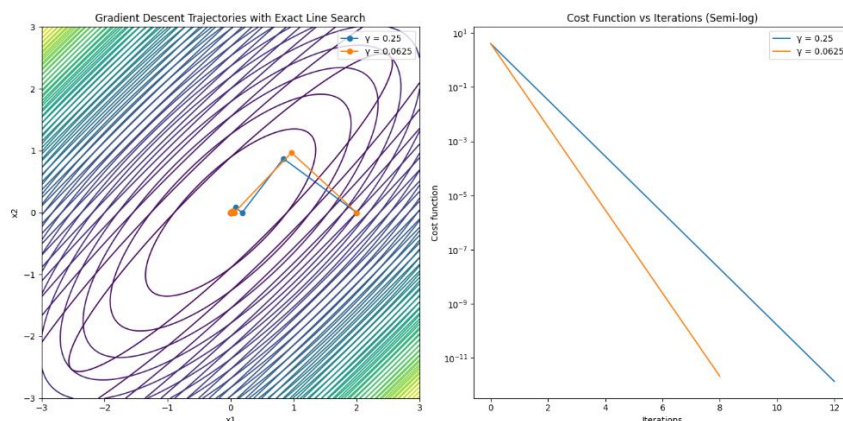 Gradient Descent Trajectories with Exact Line Search
γ = 0.25
γ = 0.0625
3
2
1
0
−1
−2
−3
x2
−3
−2
−1
0
1
2
3
x1
Cost Function vs Iterations (Semi-log)
γ = 0.25
γ = 0.0625
10¹
10⁻¹
10⁻³
10⁻⁵
10⁻⁷
10⁻⁹
10⁻¹¹
Cost function
0
2
4
6
8
10
12
Iterations